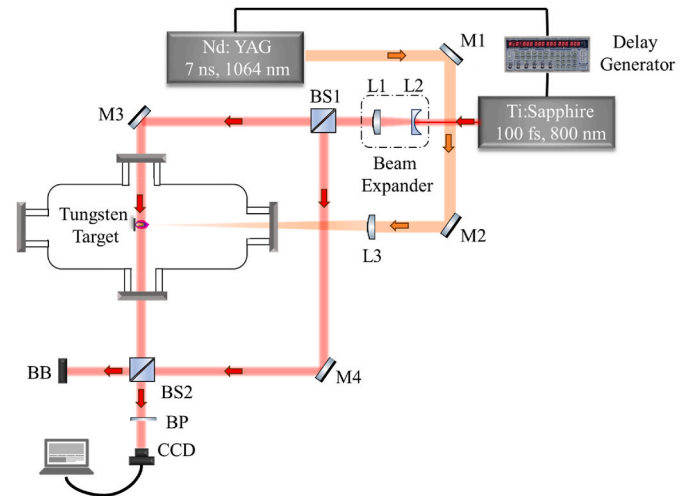 Nd: YAG
7 ns, 1064 nm
M1
Delay
Generator
M3
BS1
L1
L2
Ti:Sapphire
100 fs, 800 nm
Beam
Expander
Tungsten
Target
L3
M2
BB
BS2
M4
BP
CCD